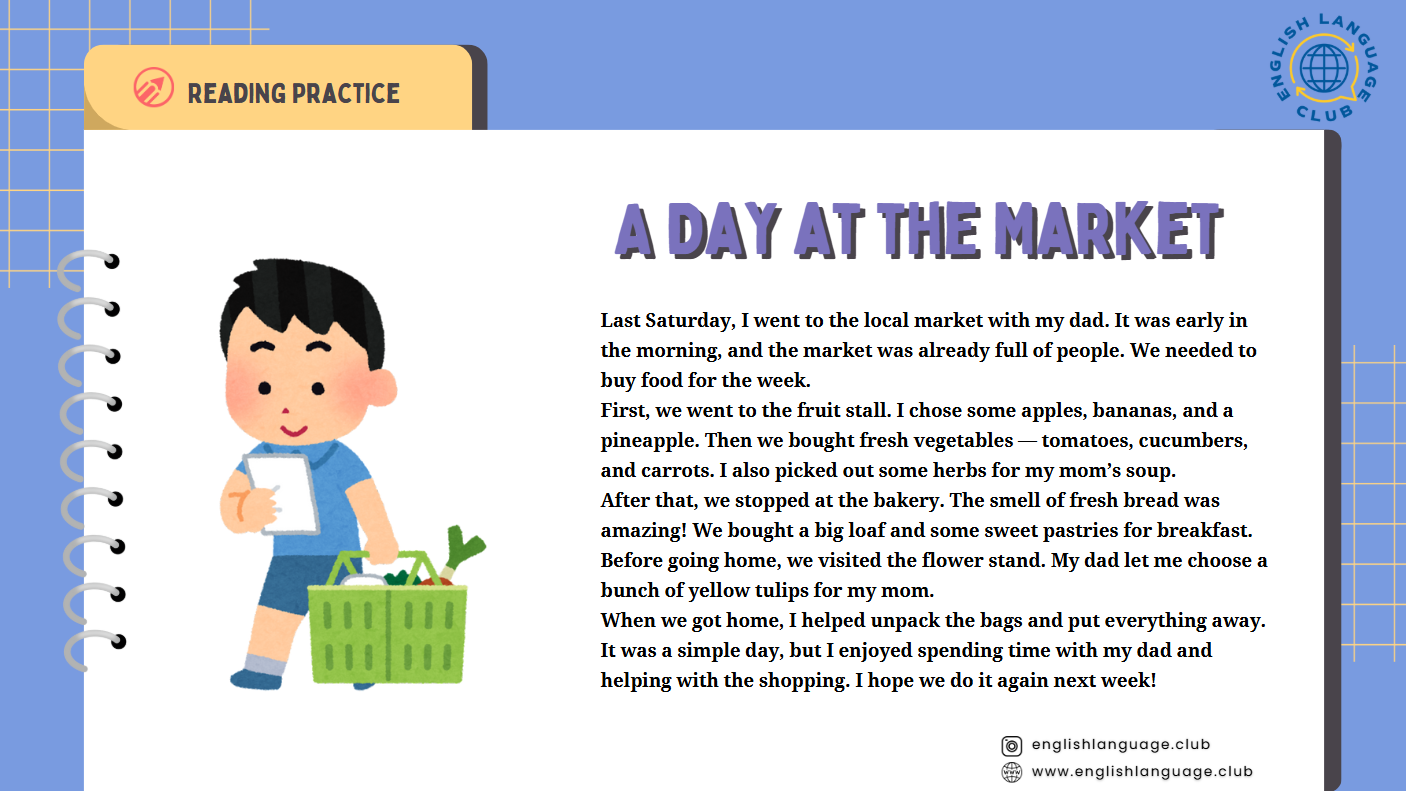 ENGLISH LANGUAGE CLUB
READING PRACTICE
A DAY AT THE MARKET
Last Saturday, I went to the local market with my dad. It was early in
the morning, and the market was already full of people. We needed to
buy food for the week.
First, we went to the fruit stall. I chose some apples, bananas, and a
pineapple. Then we bought fresh vegetables — tomatoes, cucumbers,
and carrots. I also picked out some herbs for my mom’s soup.
After that, we stopped at the bakery. The smell of fresh bread was
amazing! We bought a big loaf and some sweet pastries for breakfast.
Before going home, we visited the flower stand. My dad let me choose a
bunch of yellow tulips for my mom.
When we got home, I helped unpack the bags and put everything away.
It was a simple day, but I enjoyed spending time with my dad and
helping with the shopping. I hope we do it again next week!
englishlanguage.club
www.englishlanguage.club